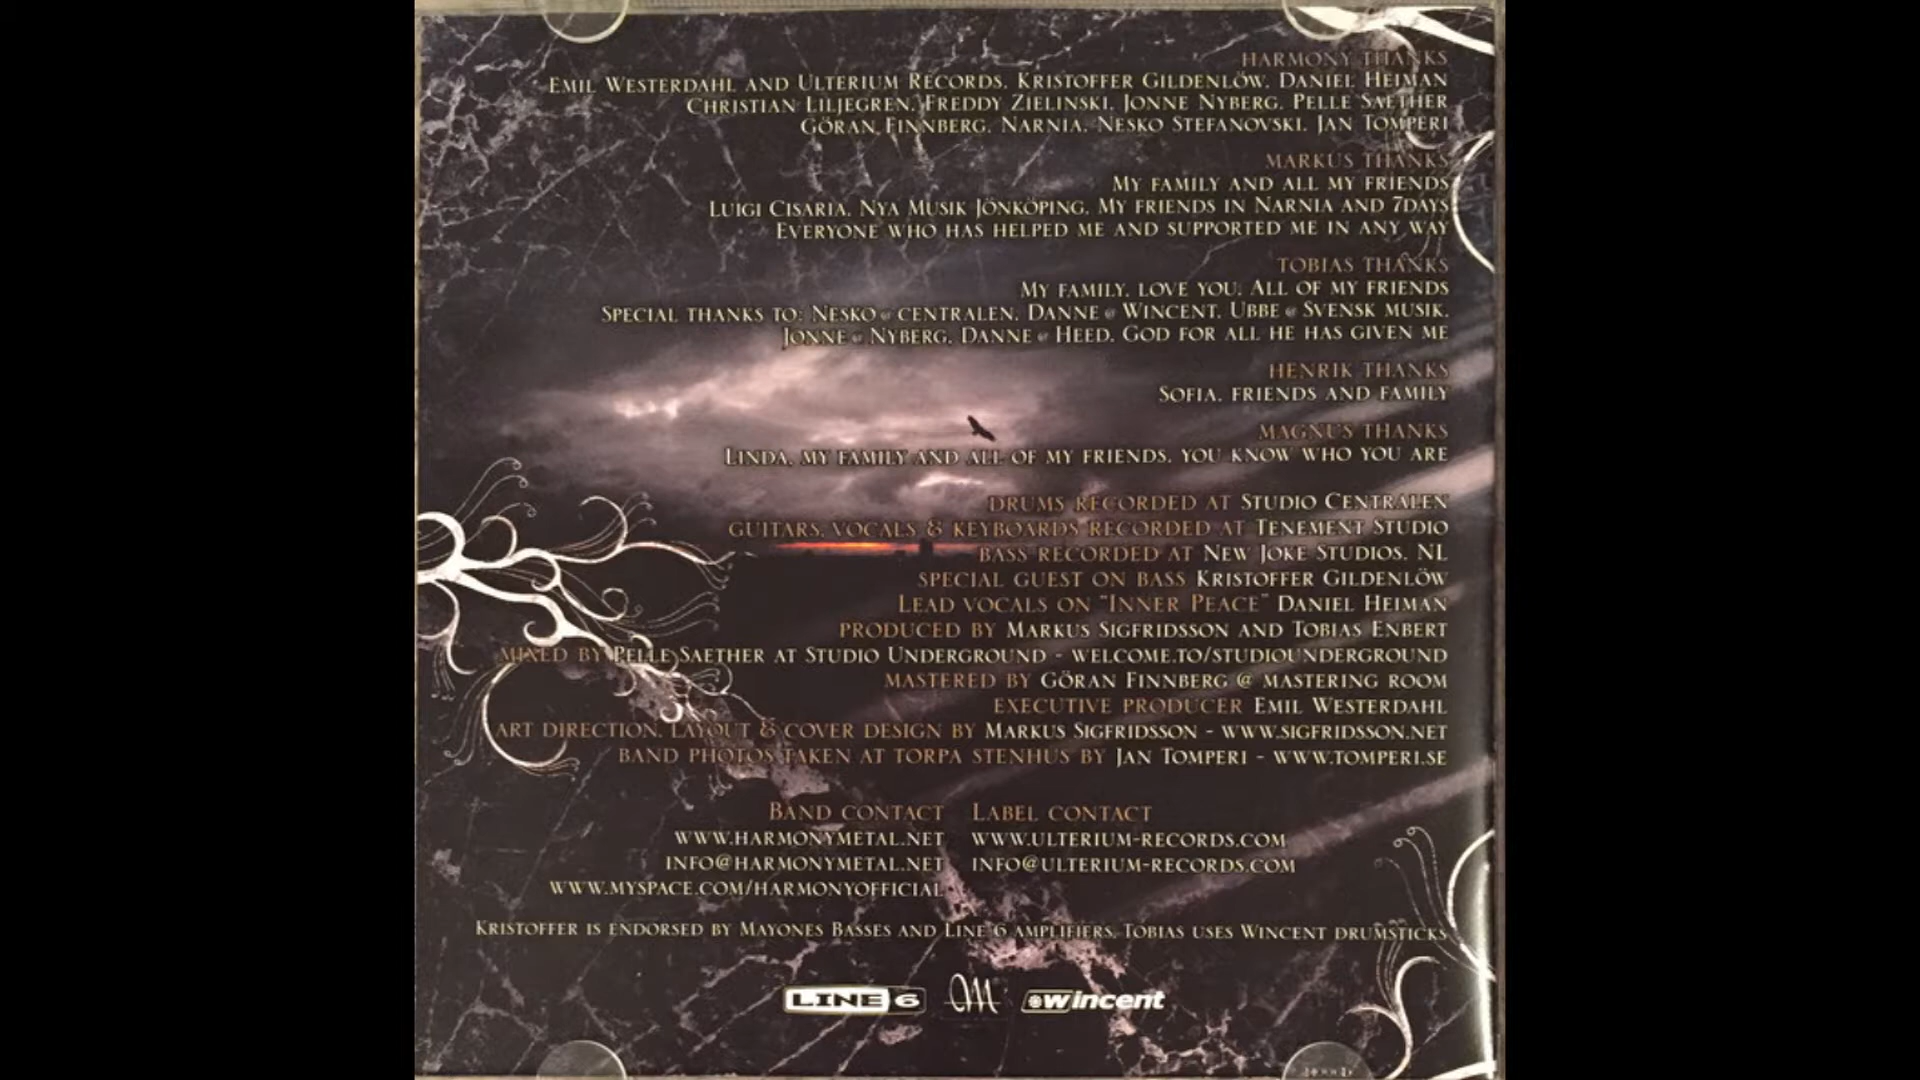 HARMONY THANKS
EMIL WESTERDAHL AND ULTERIUM RECORDS, KRISTOFFER GILDENLÖW, DANIEL HEIMAN
CHRISTIAN LILJEGREN, FREDDY ZIELINSKI, JONNE NYBERG, PELLE SAETHER
GÖRAN FINNBERG, NARNIA, NESKO STEFANOVSKI, JAN TOMPERI
MARKUS THANKS
MY FAMILY AND ALL MY FRIENDS
LUIGI CISARIA, NYA MUSIK JÖNKÖPING, MY FRIENDS IN NARNIA AND 7DAYS
EVERYONE WHO HAS HELPED ME AND SUPPORTED ME IN ANY WAY
TOBIAS THANKS
MY FAMILY, LOVE YOU. ALL OF MY FRIENDS
SPECIAL THANKS TO: NESKO @ CENTRALEN, DANNE @ WINCENT, UBBE @ SVENSK MUSIK,
JONNE @ NYBERG, DANNE @ HEED, GOD FOR ALL HE HAS GIVEN ME
HENRIK THANKS
SOFIA, FRIENDS AND FAMILY
MAGNUS THANKS
LINDA, MY FAMILY AND ALL OF MY FRIENDS, YOU KNOW WHO YOU ARE
DRUMS RECORDED AT STUDIO CENTRALEN
GUITARS, VOCALS & KEYBOARDS RECORDED AT TENEMENT STUDIO
BASS RECORDED AT NEW JOKE STUDIOS, NL
SPECIAL GUEST ON BASS KRISTOFFER GILDENLÖW
LEAD VOCALS ON "INNER PEACE" DANIEL HEIMAN
PRODUCED BY MARKUS SIGFRIDSSON AND TOBIAS ENBERT
MIXED BY PELLE SAETHER AT STUDIO UNDERGROUND - WELCOME.TO/STUDIOUNDERGROUND
MASTERED BY GÖRAN FINNBERG @ MASTERING ROOM
EXECUTIVE PRODUCER EMIL WESTERDAHL
ART DIRECTION, LAYOUT & COVER DESIGN BY MARKUS SIGFRIDSSON - WWW.SIGFRIDSSON.NET
BAND PHOTOS TAKEN AT TORPA STENHUS BY JAN TOMPERI - WWW.TOMPERI.SE
BAND CONTACT LABEL CONTACT
WWW.HARMONYMETAL.NET WWW.ULTERIUM-RECORDS.COM
INFO@HARMONYMETAL.NET INFO@ULTERIUM-RECORDS.COM
WWW.MYSPACE.COM/HARMONYOFFICIAL
KRISTOFFER IS ENDORSED BY MAYONES BASSES AND LINE 6 AMPLIFIERS, TOBIAS USES WINCENT DRUMSTICKS
LINE 6 M wincent